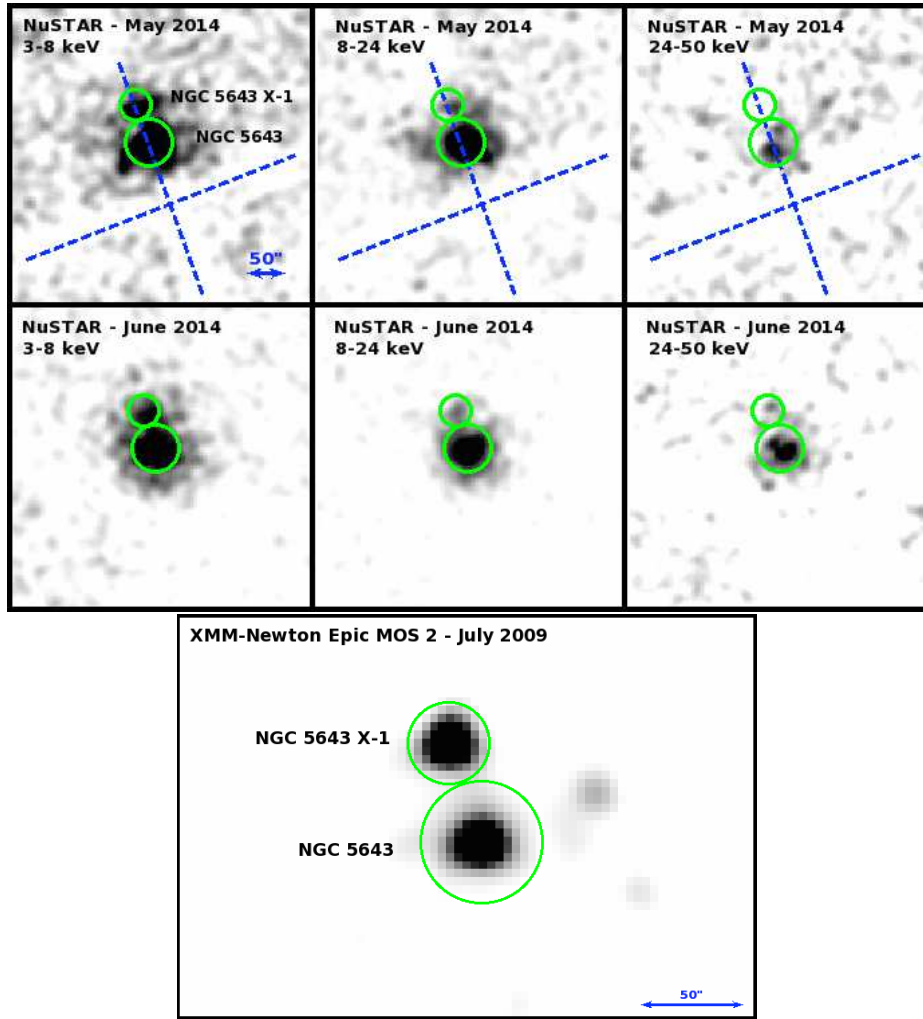 NuSTAR - May 2014
3-8 keV
NGC 5643 X-1
NGC 5643
50"
NuSTAR - May 2014
8-24 keV
NuSTAR - May 2014
24-50 keV
NuSTAR - June 2014
3-8 keV
NuSTAR - June 2014
8-24 keV
NuSTAR - June 2014
24-50 keV
XMM-Newton Epic MOS 2 - July 2009
NGC 5643 X-1
NGC 5643
50"